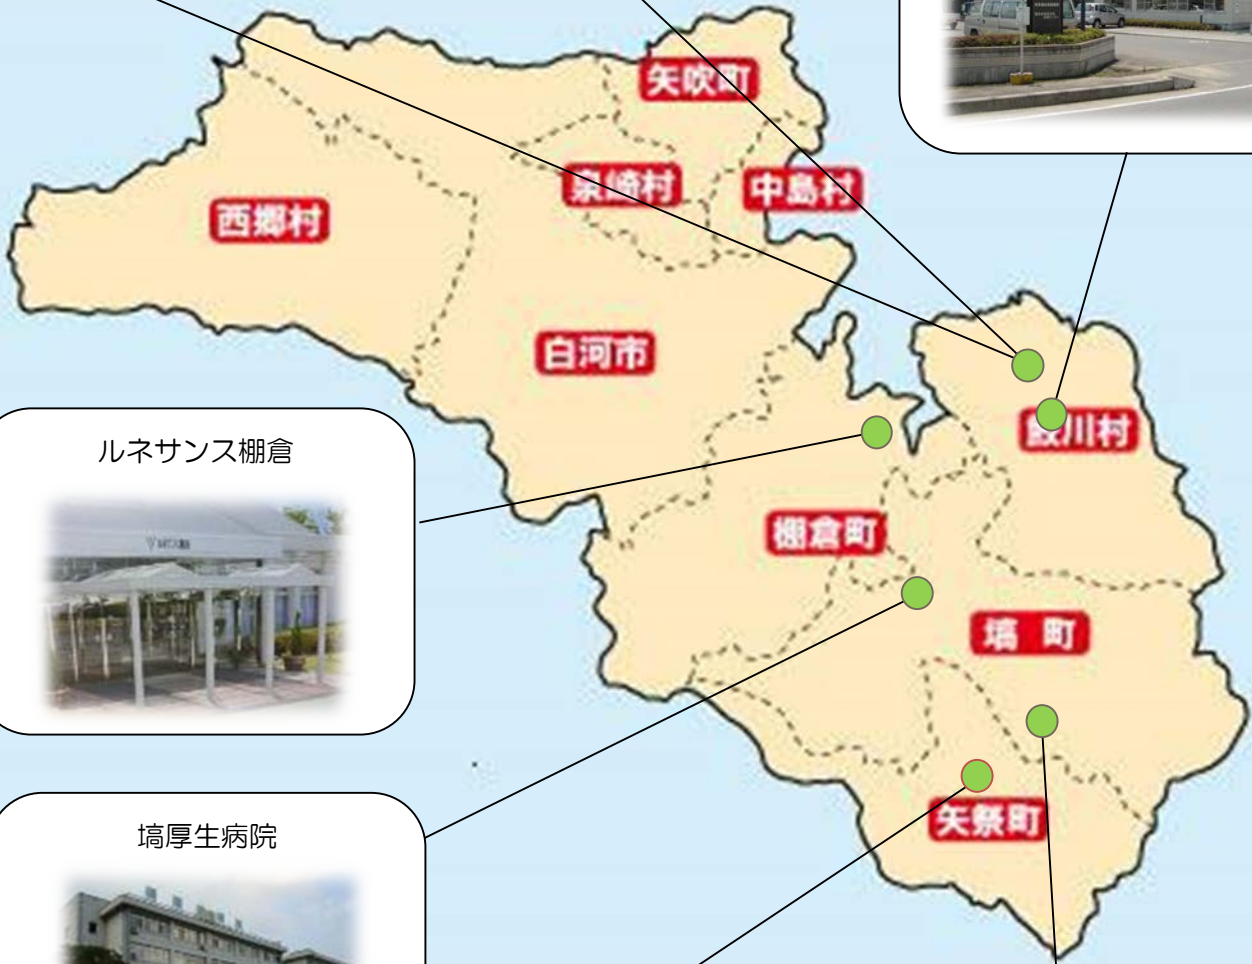 矢吹町
泉崎村
中島村
西郷村
白河市
鮫川村
ルネサンス棚倉
棚倉町
塙 町
矢祭町
塙厚生病院